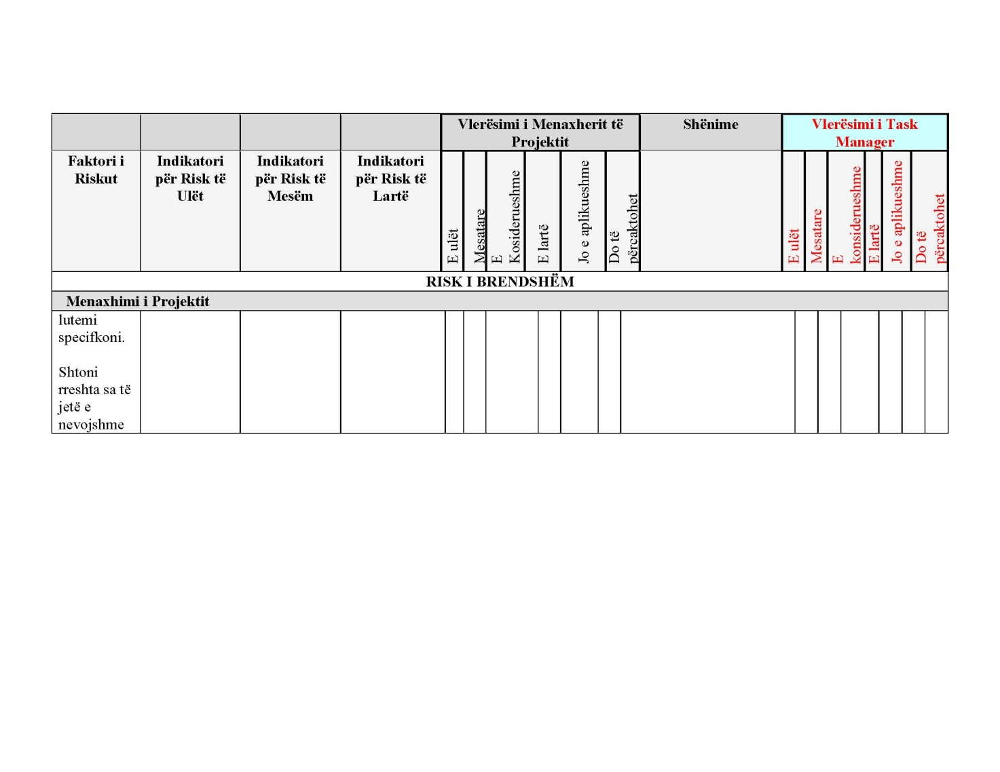 Vlerësimi i Menaxherit të
Projektit
Shënime
Vlerësimi i Task
Manager
Faktori i
Riskut
Indikatori
për Risk të
Ulët
Indikatori
për Risk të
Mesëm
Indikatori
për Risk të
Lartë
E ulët
Mesatare
E
Kosiderueshme
E lartë
Jo e aplikueshme
Do të
përcaktohet
E ulët
Mesatare
E
konsiderueshme
E lartë
Jo e aplikueshme
Do të
përcaktohet
RISK I BRENDSHËM
Menaxhimi i Projektit
lutemi
specifkoni.
Shtoni
rreshta sa të
jetë e
nevojshme